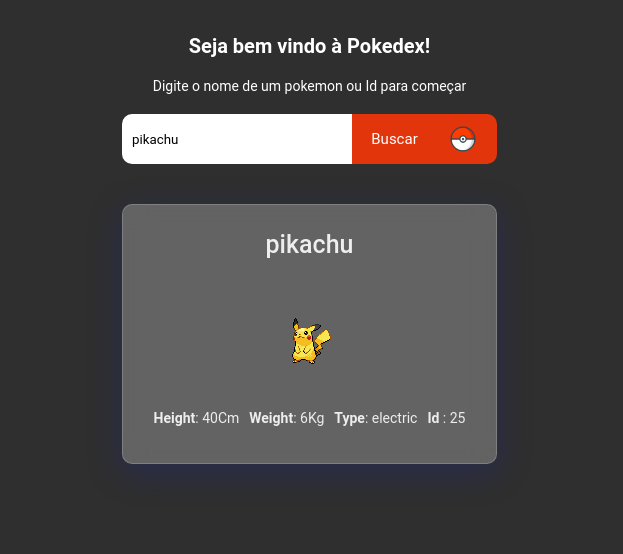 Seja bem vindo à Pokedex!
Digite o nome de um pokemon ou Id para começar
pikachu Buscar
pikachu
Height: 40Cm Weight: 6Kg Type: electric Id : 25